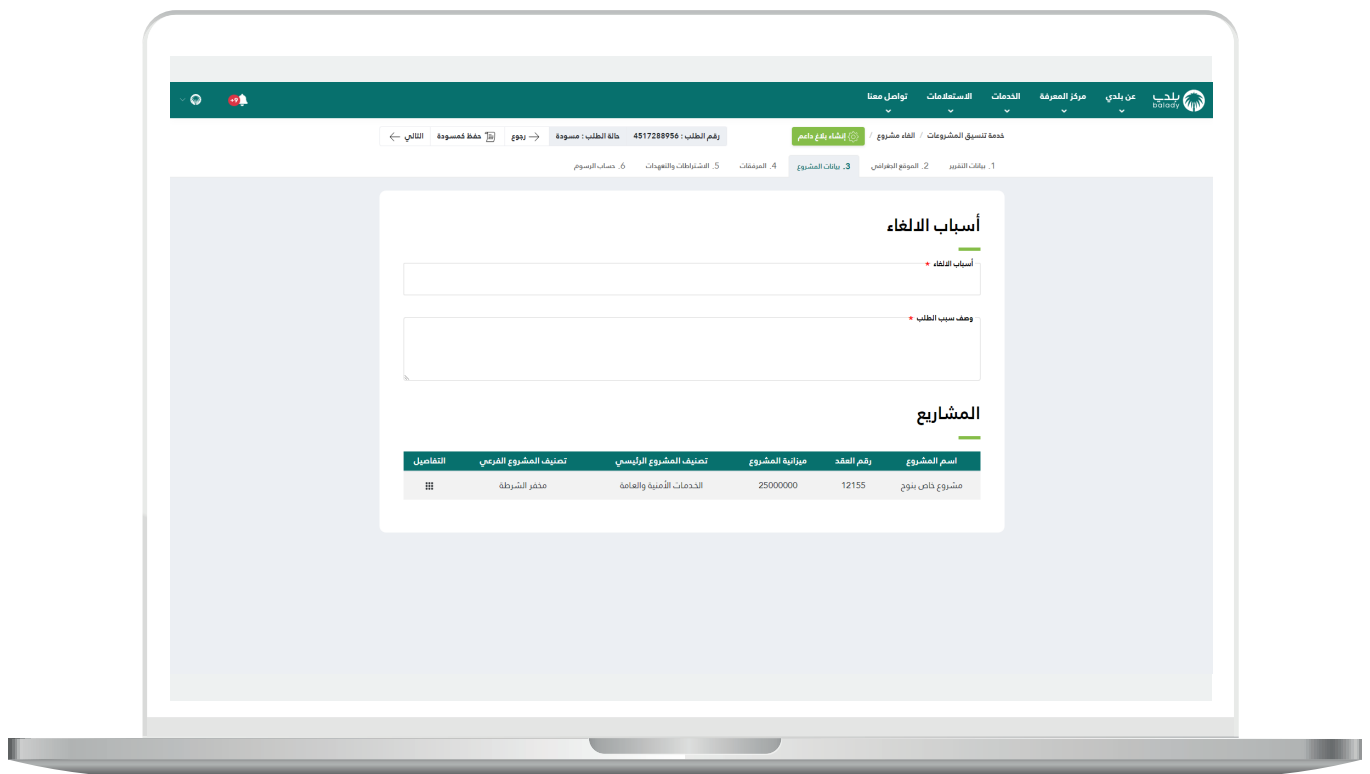 بلدي balady عن بلدي مركز المعرفة الخدمات الاستعلامات تواصل معنا +9
خدمة تنسيق المشروعات / الغاء مشروع / إنشاء بلاغ داعم رقم الطلب : 4517288956 حالة الطلب : مسودة رجوع حفظ كمسودة التالي
1. بيانات التقرير 2. الموقع الجغرافي 3. بيانات المشروع 4. المرفقات 5. الاشتراطات والتعهدات 6. حساب الرسوم
أسباب الالغاء
أسباب الالغاء *
وصف سبب الطلب *
المشاريع
اسم المشروع رقم العقد ميزانية المشروع تصنيف المشروع الرئيسي تصنيف المشروع الفرعي التفاصيل
مشروع خاص بنوح 12155 25000000 الخدمات الأمنية والعامة مخفر الشرطة